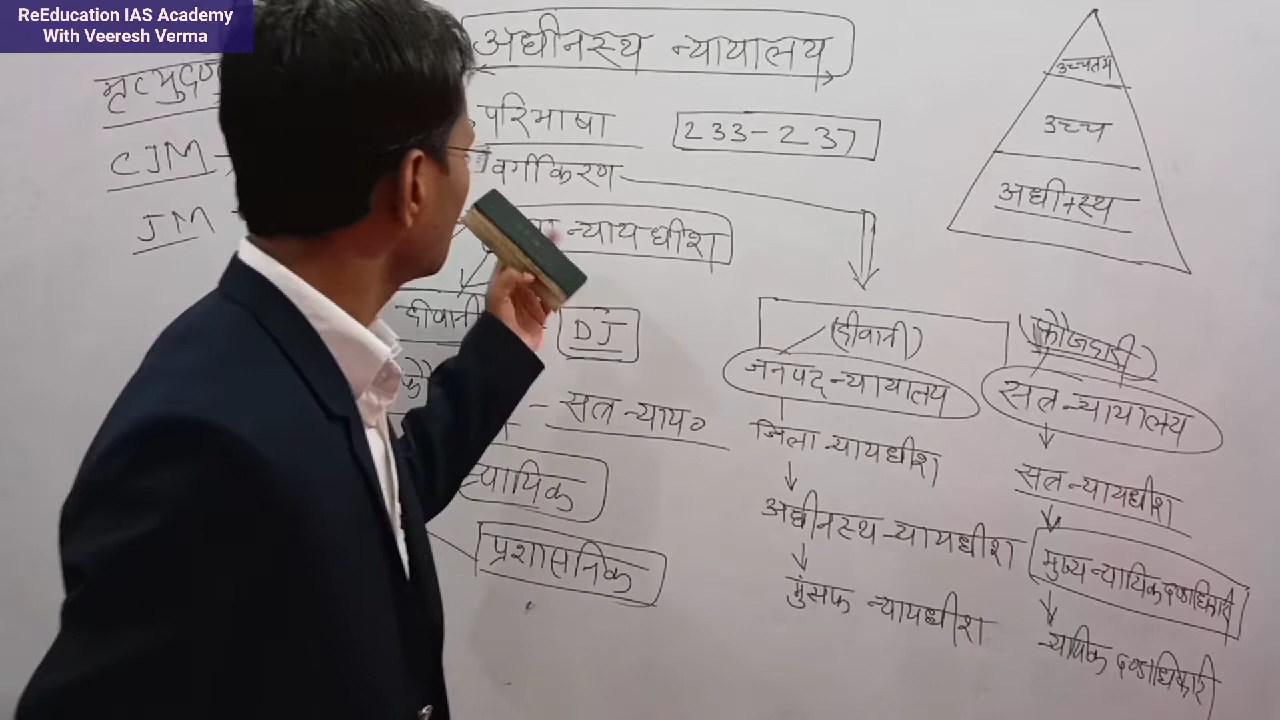 ReEducation IAS Academy
With Veeresh Verma
अधीनस्थ न्यायालय
परिभाषा
233-237
वर्गीकरण
CJM
JM
न्यायधीश
दीवानी
DJ
सत्र न्याय०
न्यायिक
प्रशासनिक
उच्चतम
उच्च
अधीनस्थ
(दीवानी)
जनपद न्यायालय
जिला न्यायधीश
अधीनस्थ न्यायधीश
मुंसफ न्यायधीश
(फौजदारी)
सत्र न्यायालय
सत्र न्यायधीश
मुख्य न्यायिक दण्डाधिकारी
न्यायिक दण्डाधिकारी